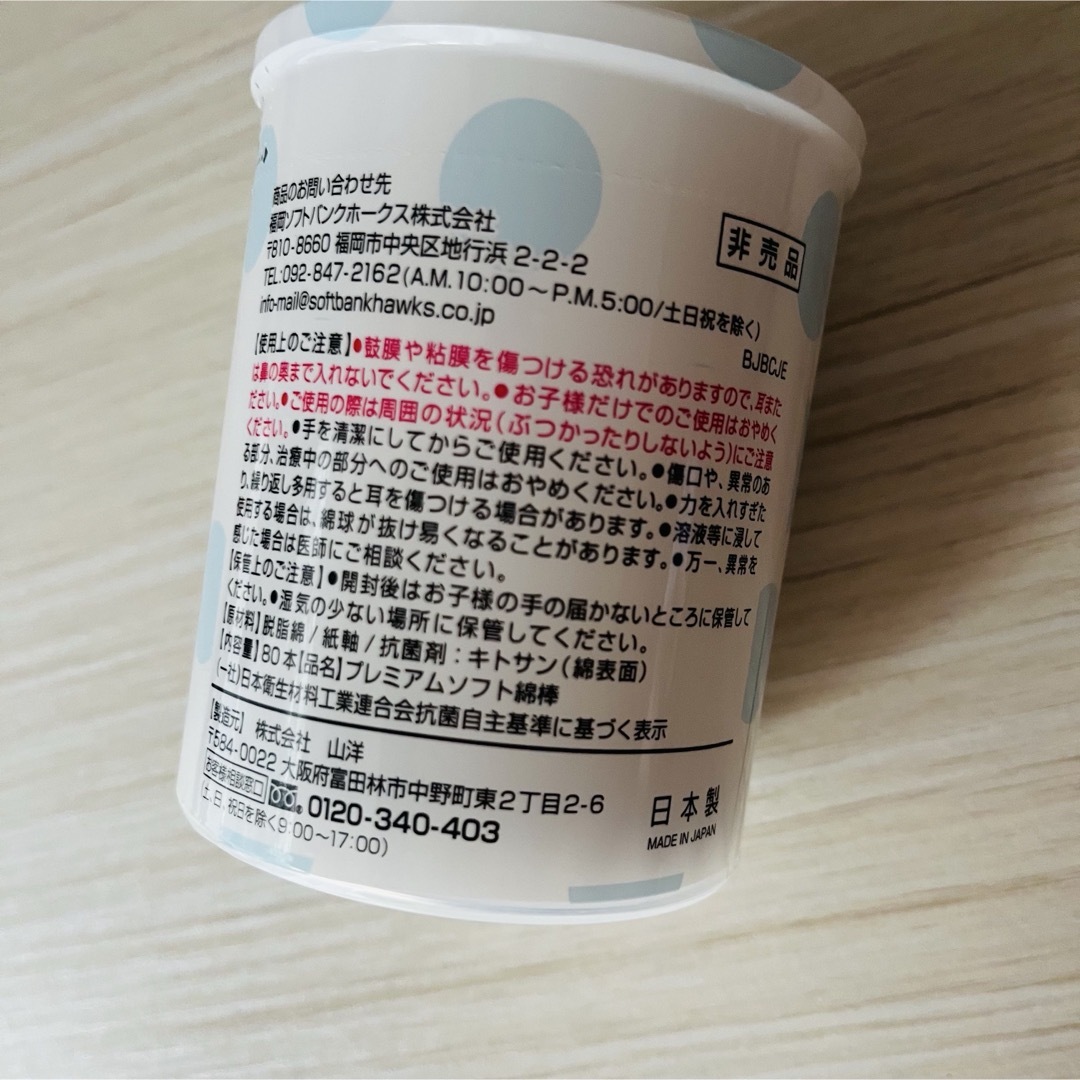 商品のお問い合わせ先
福岡ソフトバンクホークス株式会社
〒810-8660 福岡市中央区地行浜2-2-2
TEL:092-847-2162(A.M.10:00～P.M.5:00/土日祝を除く)
info-mail@softbankhawks.co.jp
非売品
BJBCJE
【使用上のご注意】●鼓膜や粘膜を傷つける恐れがありますので、耳また
は鼻の奥まで入れないでください。●お子様だけでのご使用はおやめく
ださい。●ご使用の際は周囲の状況(ぶつかったりしないよう)にご注意
ください。●手を清潔にしてからご使用ください。●傷口や、異常のあ
る部分、治療中の部分へのご使用はおやめください。●力を入れすぎた
り、繰り返し多用すると耳を傷つける場合があります。●溶液等に浸して
使用する場合は、綿球が抜け易くなることがあります。●万一、異常を
感じた場合は医師にご相談ください。
【保管上のご注意】●開封後はお子様の手の届かないところに保管して
ください。●湿気の少ない場所に保管してください。
【原材料】脱脂綿/紙軸/抗菌剤:キトサン(綿表面)
【内容量】80本【品名】プレミアムソフト綿棒
(一社)日本衛生材料工業連合会抗菌自主基準に基づく表示
【製造元】 株式会社 山洋
〒584-0022 大阪府富田林市中野町東2丁目2-6
お客様相談窓口 0120-340-403
(土、日、祝日を除く9:00～17:00)
日本製
MADE IN JAPAN